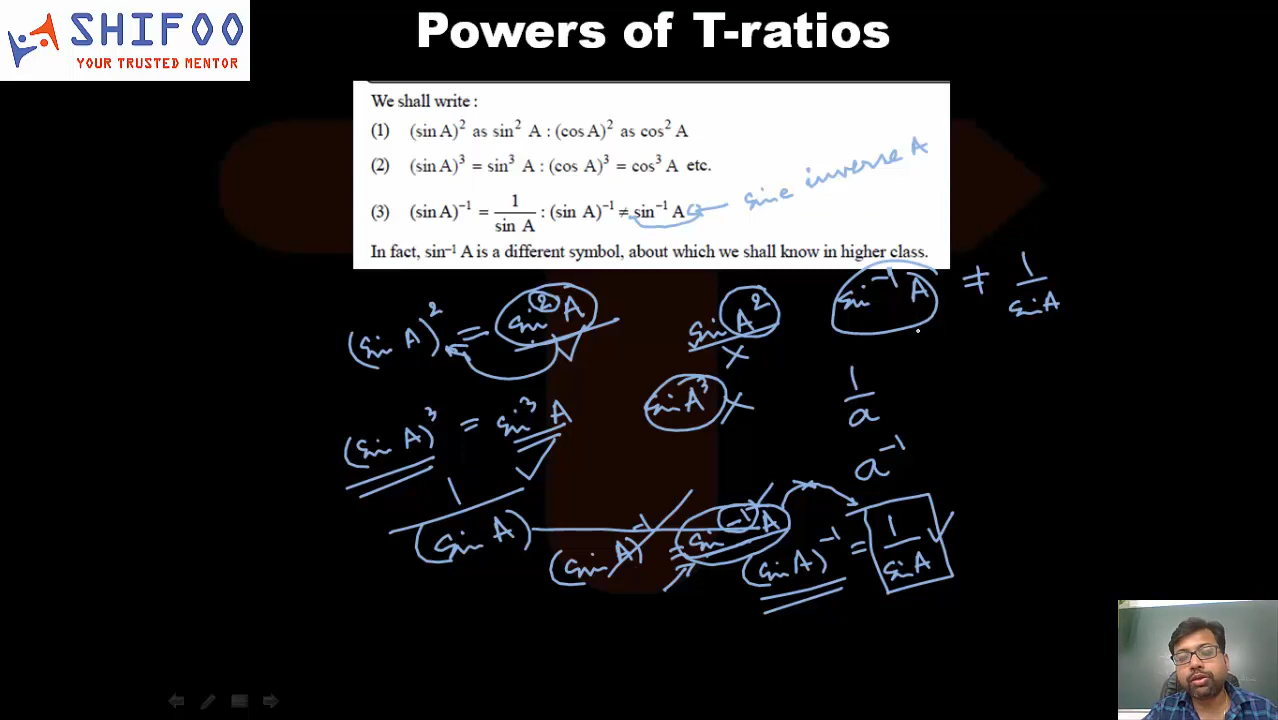 SHIFOO
YOUR TRUSTED MENTOR
Powers of T-ratios
We shall write :
(1) (sin A)² as sin² A : (cos A)² as cos² A
(2) (sin A)³ = sin³ A : (cos A)³ = cos³ A etc.
(3) (sin A)⁻¹ = 1/sin A : (sin A)⁻¹ ≠ sin⁻¹ A
In fact, sin⁻¹ A is a different symbol, about which we shall know in higher class.
sine inverse A
(sin A)² = sin² A
sin A²
sin⁻¹ A ≠ 1/sin A
(sin A)³ = sin³ A
sin A³
1/a
a⁻¹
1/(sin A)
(sin A)⁻¹ = sin⁻¹ A
(sin A)⁻¹ = 1/sin A